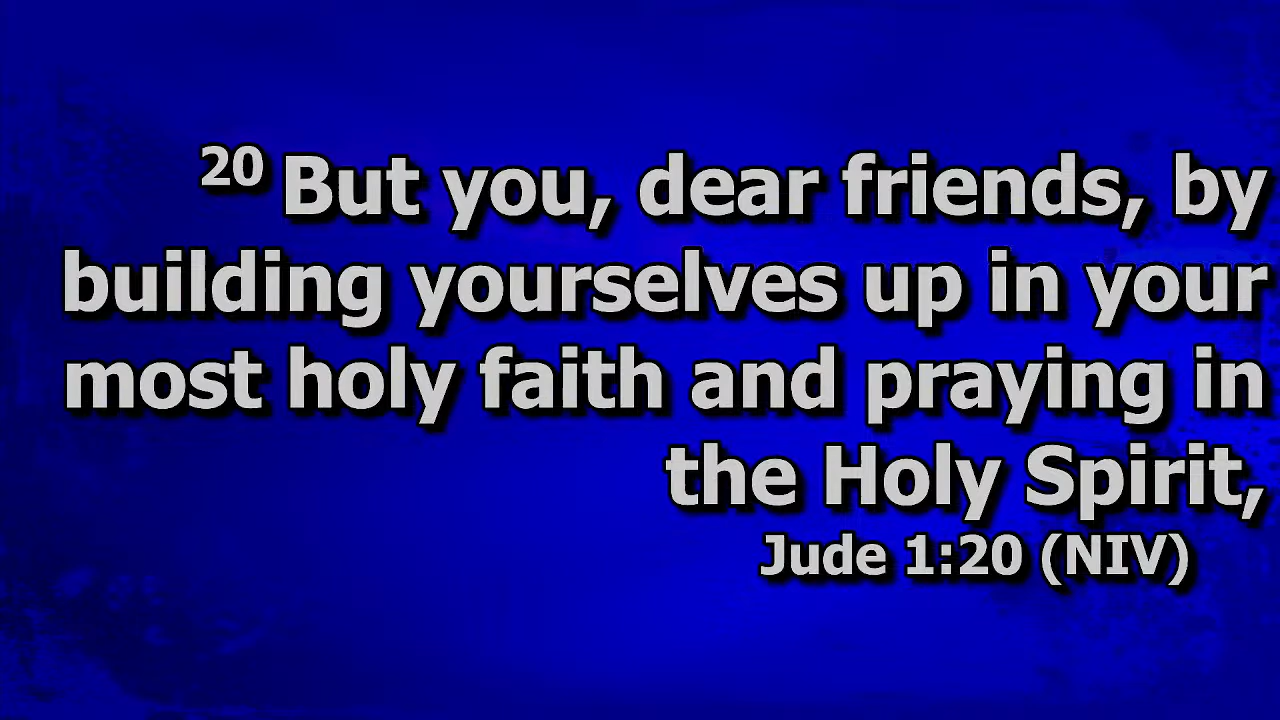 20 But you, dear friends, by
building yourselves up in your
most holy faith and praying in
the Holy Spirit,
Jude 1:20 (NIV)